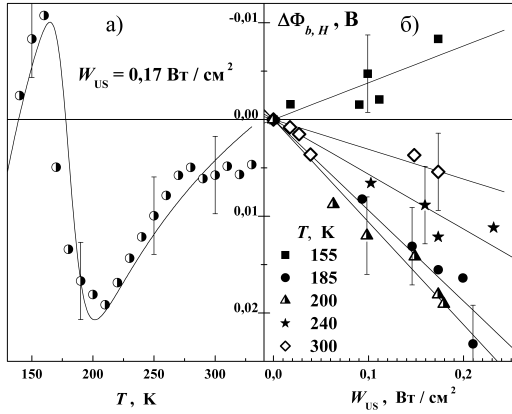 а)
W_US = 0,17 Вт / см²
ΔΦ_b, H , В
б)
-0,01
0,00
0,01
0,02
T, К
155
185
200
240
300
150 200 250 300
0,0 0,1 0,2
T, К
W_US , Вт / см²